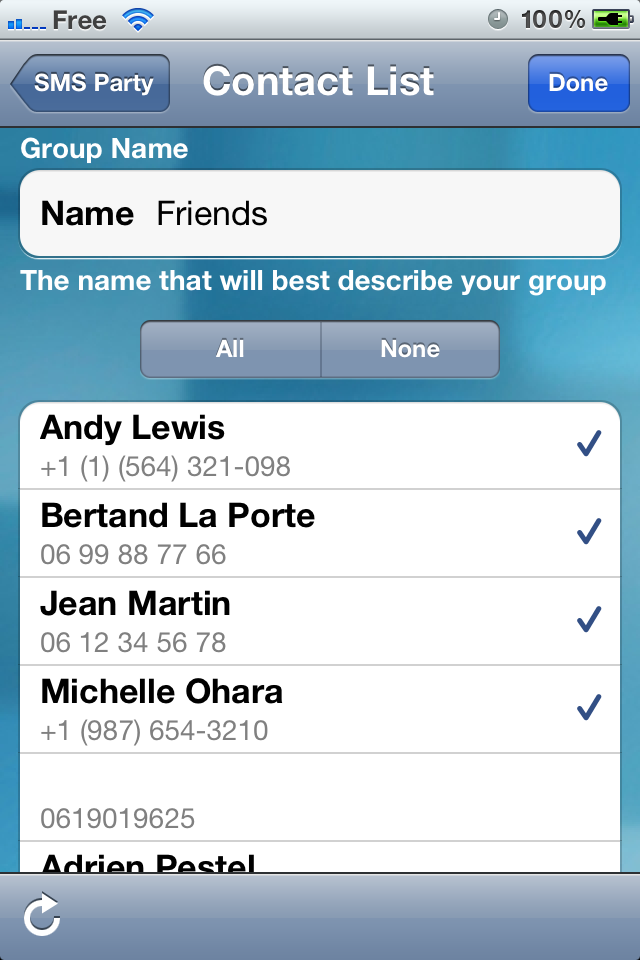 Free 100%
SMS Party Contact List Done
Group Name
Name Friends
The name that will best describe your group
All None
Andy Lewis
+1 (1) (564) 321-098
Bertand La Porte
06 99 88 77 66
Jean Martin
06 12 34 56 78
Michelle Ohara
+1 (987) 654-3210
0619019625
Adrien Pestel